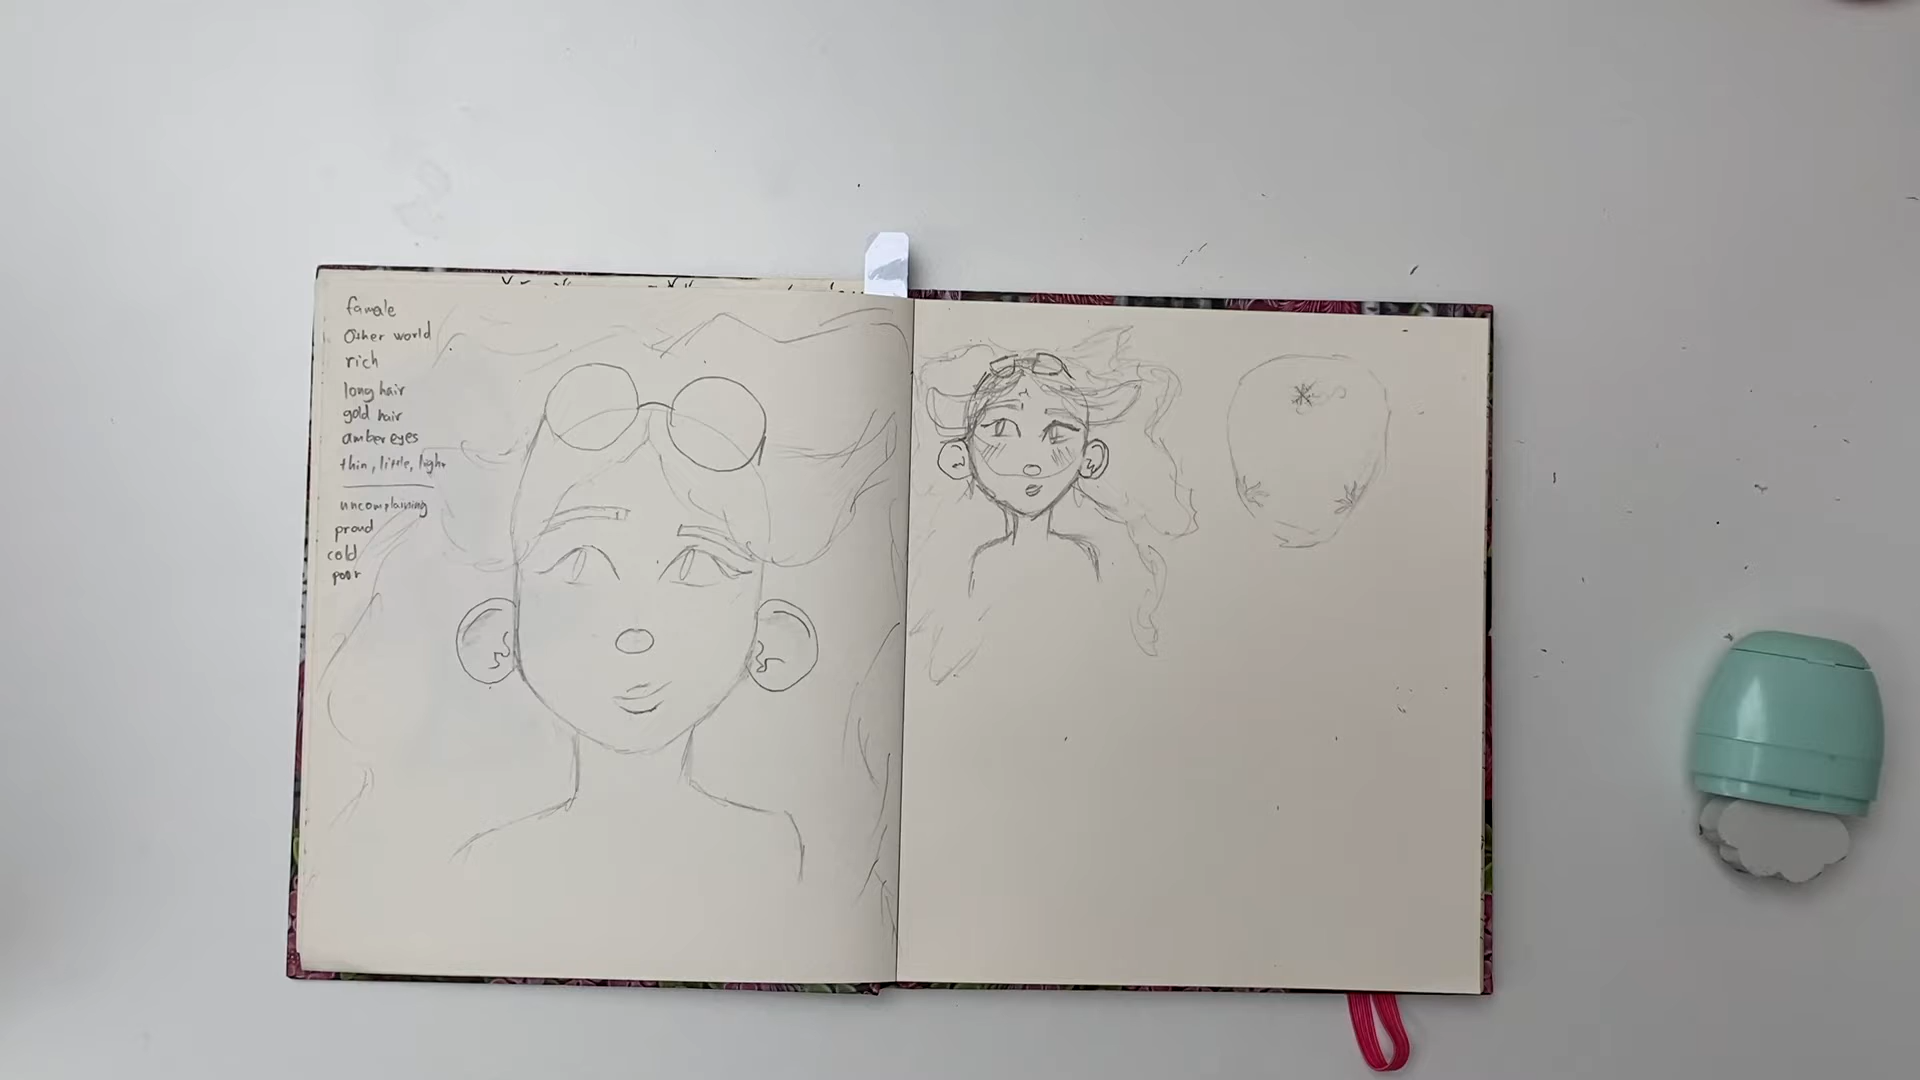 famale
Other world
rich
long hair
gold hair
amber eyes
thin, little, light
uncomplaining
proud
cold
poor